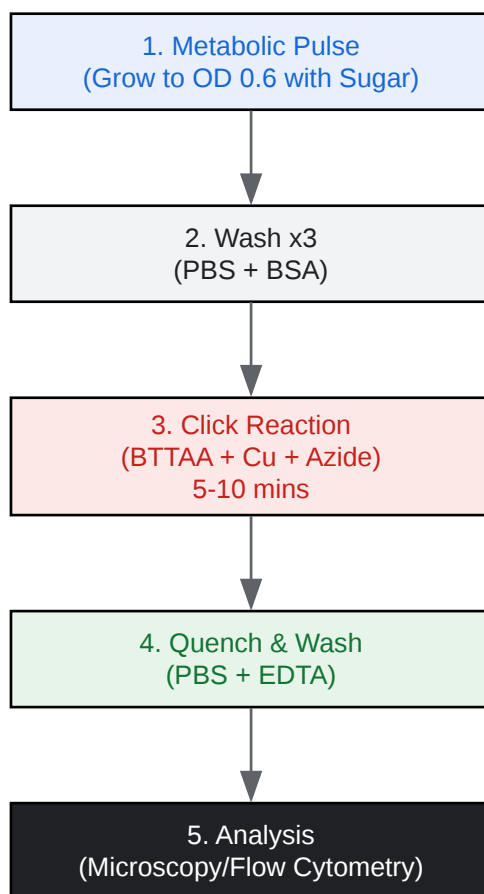 1. Metabolic Pulse
(Grow to OD 0.6 with Sugar)
2. Wash x3
(PBS + BSA)
3. Click Reaction
(BTTAA + Cu + Azide)
5-10 mins
4. Quench & Wash
(PBS + EDTA)
5. Analysis
(Microscopy/Flow Cytometry)